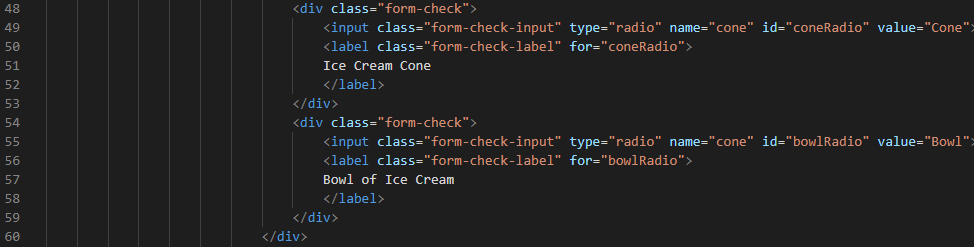 48 <div class="form-check">
49 <input class="form-check-input" type="radio" name="cone" id="coneRadio" value="Cone">
50 <label class="form-check-label" for="coneRadio">
51 Ice Cream Cone
52 </label>
53 </div>
54 <div class="form-check">
55 <input class="form-check-input" type="radio" name="cone" id="bowlRadio" value="Bowl">
56 <label class="form-check-label" for="bowlRadio">
57 Bowl of Ice Cream
58 </label>
59 </div>
60 </div>